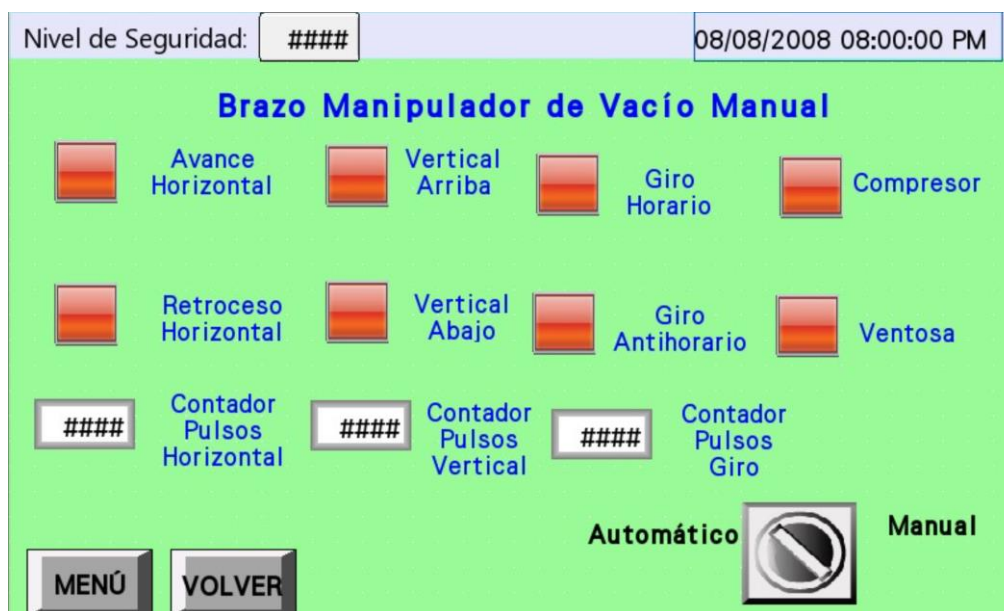 Nivel de Seguridad: ####
08/08/2008 08:00:00 PM
Brazo Manipulador de Vacío Manual
Avance
Horizontal
Vertical
Arriba
Giro
Horario
Compresor
Retroceso
Horizontal
Vertical
Abajo
Giro
Antihorario
Ventosa
####
Contador
Pulsos
Horizontal
####
Contador
Pulsos
Vertical
####
Contador
Pulsos
Giro
Automático
Manual
MENÚ
VOLVER